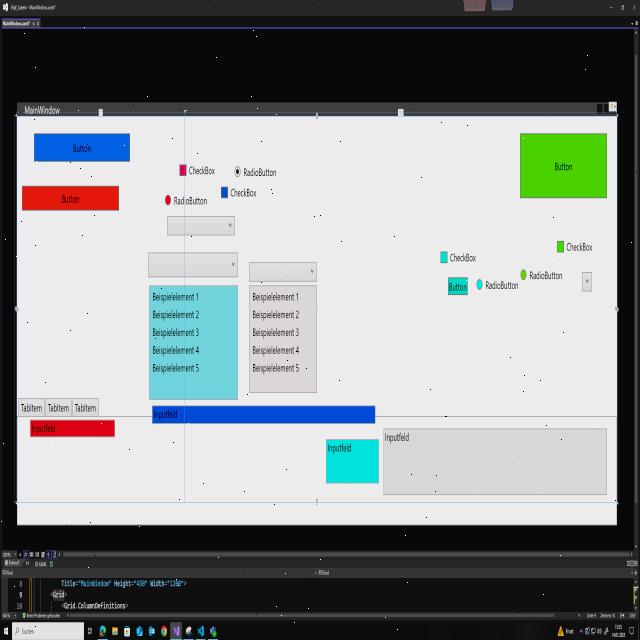 MainWindow.xaml*
MainWindow
Button
Button
CheckBox
RadioButton
RadioButton
CheckBox
Button
CheckBox
CheckBox
RadioButton
Button
RadioButton
Beispielelement 1
Beispielelement 2
Beispielelement 3
Beispielelement 4
Beispielelement 5
Beispielelement 1
Beispielelement 2
Beispielelement 3
Beispielelement 4
Beispielelement 5
TabItem TabItem TabItem
Inputfeld
Inputfeld
Inputfeld
Inputfeld
8 Title="MainWindow" Height="450" Width="1200">
9 <Grid>
10 <Grid.ColumnDefinitions>
Suchen